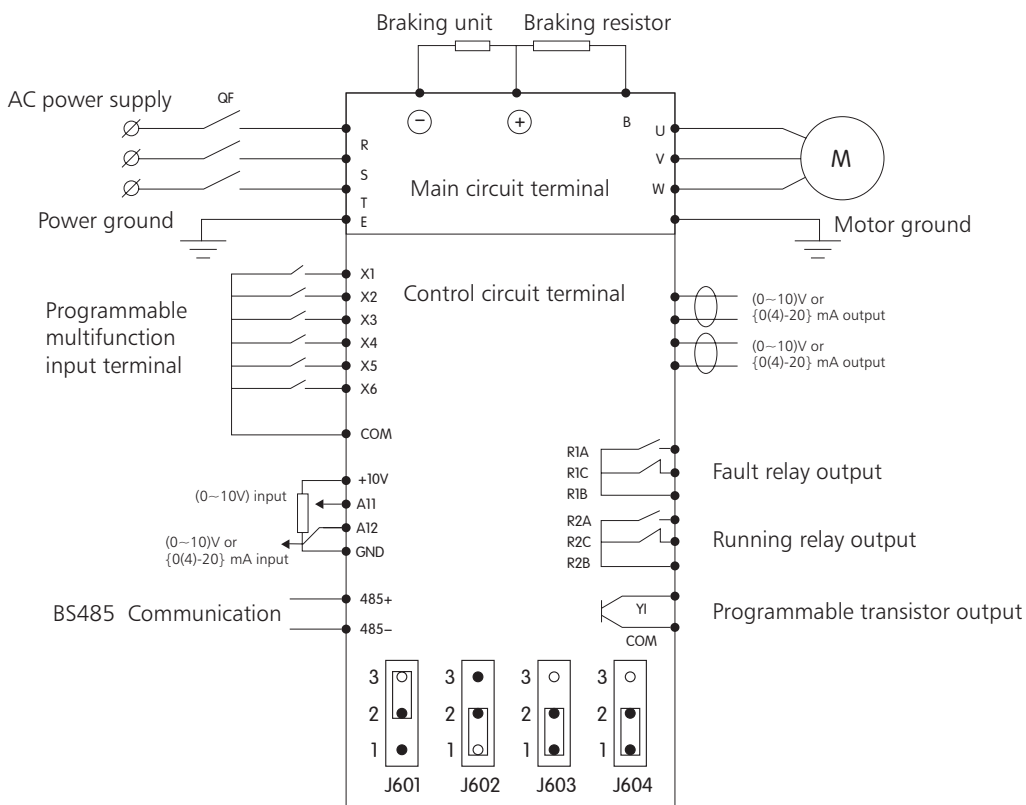 Braking unit Braking resistor
AC power supply QF
− + B
R U
S V M
Main circuit terminal
T W
Power ground E Motor ground
X1
Control circuit terminal
X2
X3
X4
X5
X6
Programmable
multifunction
input terminal
COM
(0~10)V or
{0(4)-20} mA output
(0~10)V or
{0(4)-20} mA output
+10V
(0~10V) input
A11
A12
(0~10)V or
{0(4)-20} mA input
GND
R1A
R1C Fault relay output
R1B
R2A
R2C Running relay output
R2B
BS485 Communication
485+
485−
YI Programmable transistor output
COM
3 3 3 3
2 2 2 2
1 1 1 1
J601 J602 J603 J604